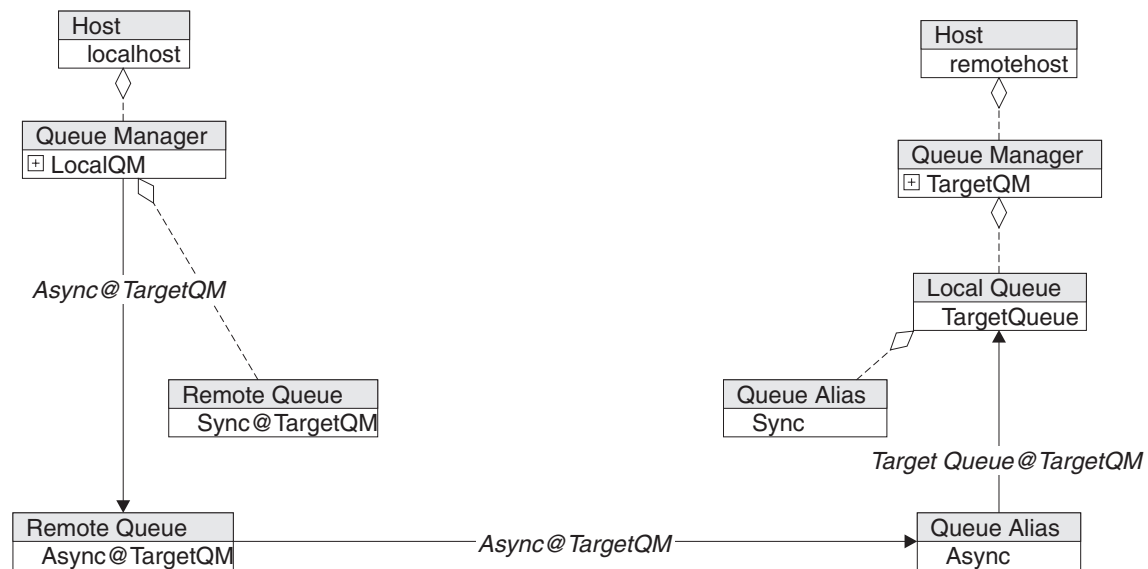 Host
localhost
Queue Manager
LocalQM
Async@TargetQM
Remote Queue
Sync@TargetQM
Remote Queue
Async@TargetQM
Async@TargetQM
Host
remotehost
Queue Manager
TargetQM
Local Queue
TargetQueue
Queue Alias
Sync
Target Queue@TargetQM
Queue Alias
Async